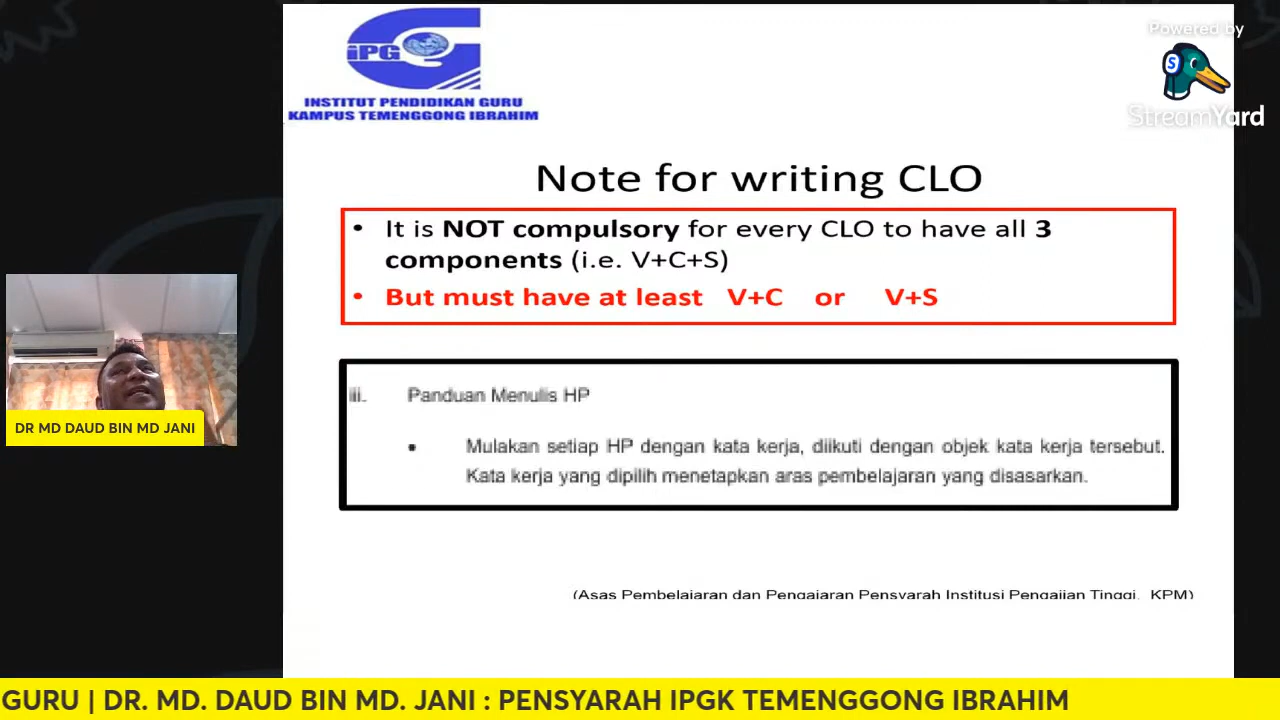 iPG
INSTITUT PENDIDIKAN GURU
KAMPUS TEMENGGONG IBRAHIM
Powered by
S
StreamYard
Note for writing CLO
• It is NOT compulsory for every CLO to have all 3
components (i.e. V+C+S)
• But must have at least V+C or V+S
iii. Panduan Menulis HP
• Mulakan setiap HP dengan kata kerja, diikuti dengan objek kata kerja tersebut.
Kata kerja yang dipilih menetapkan aras pembelajaran yang disasarkan.
(Asas Pembelajaran dan Pengajaran Pensyarah Institusi Pengajian Tinggi, KPM)
DR MD DAUD BIN MD JANI
GURU | DR. MD. DAUD BIN MD. JANI : PENSYARAH IPGK TEMENGGONG IBRAHIM